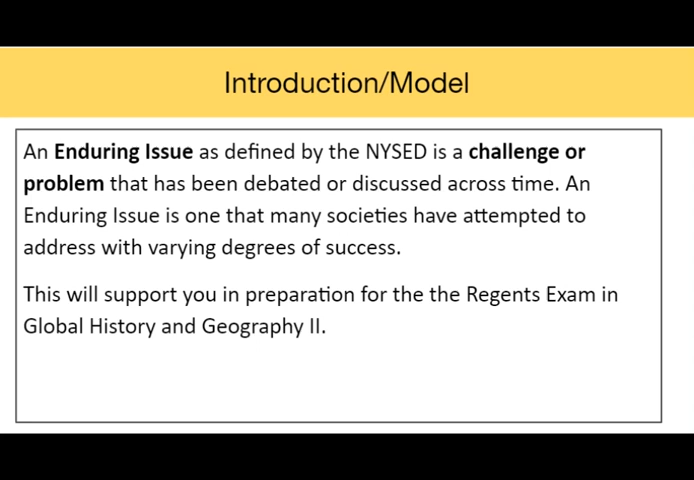 Introduction/Model
An Enduring Issue as defined by the NYSED is a challenge or
problem that has been debated or discussed across time. An
Enduring Issue is one that many societies have attempted to
address with varying degrees of success.
This will support you in preparation for the the Regents Exam in
Global History and Geography II.